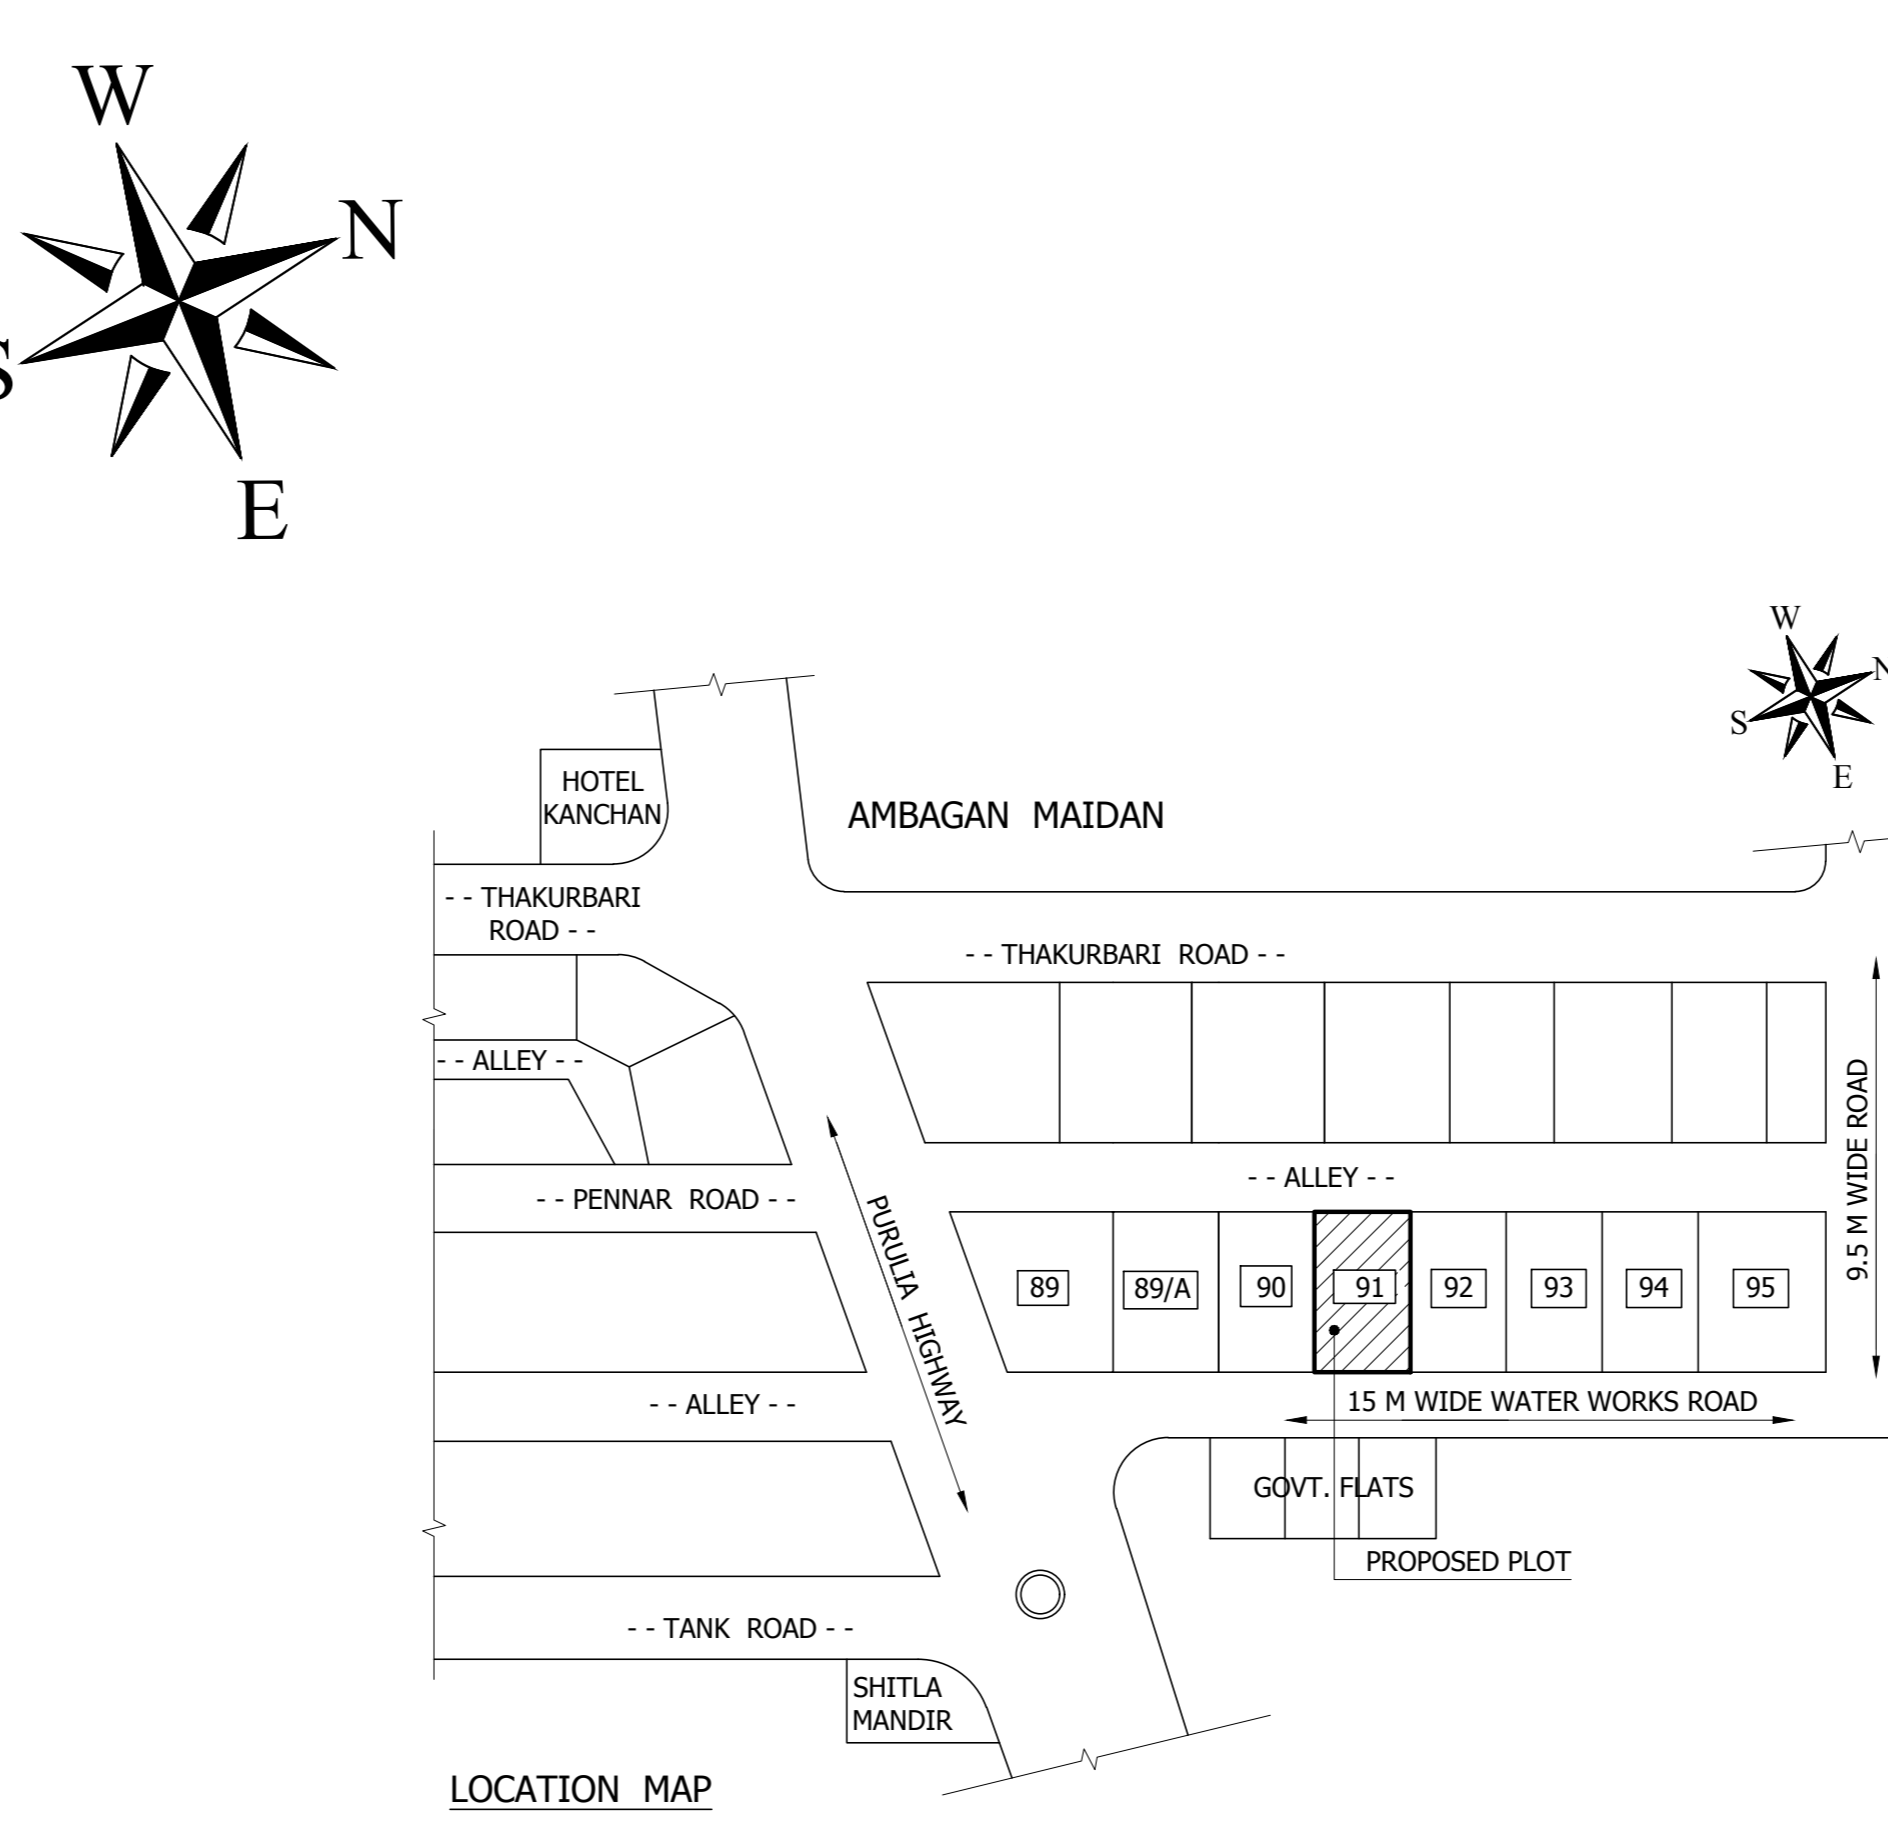 W
N
S
E
W
N
S
E
HOTEL
KANCHAN
AMBAGAN MAIDAN
- - THAKURBARI
ROAD - -
- - THAKURBARI ROAD - -
- - ALLEY - -
9.5 M WIDE ROAD
- - ALLEY - -
- - PENNAR ROAD - -
PURULIA HIGHWAY
89
89/A
90
91
92
93
94
95
- - ALLEY - -
15 M WIDE WATER WORKS ROAD
GOVT. FLATS
PROPOSED PLOT
- - TANK ROAD - -
SHITLA
MANDIR
LOCATION MAP